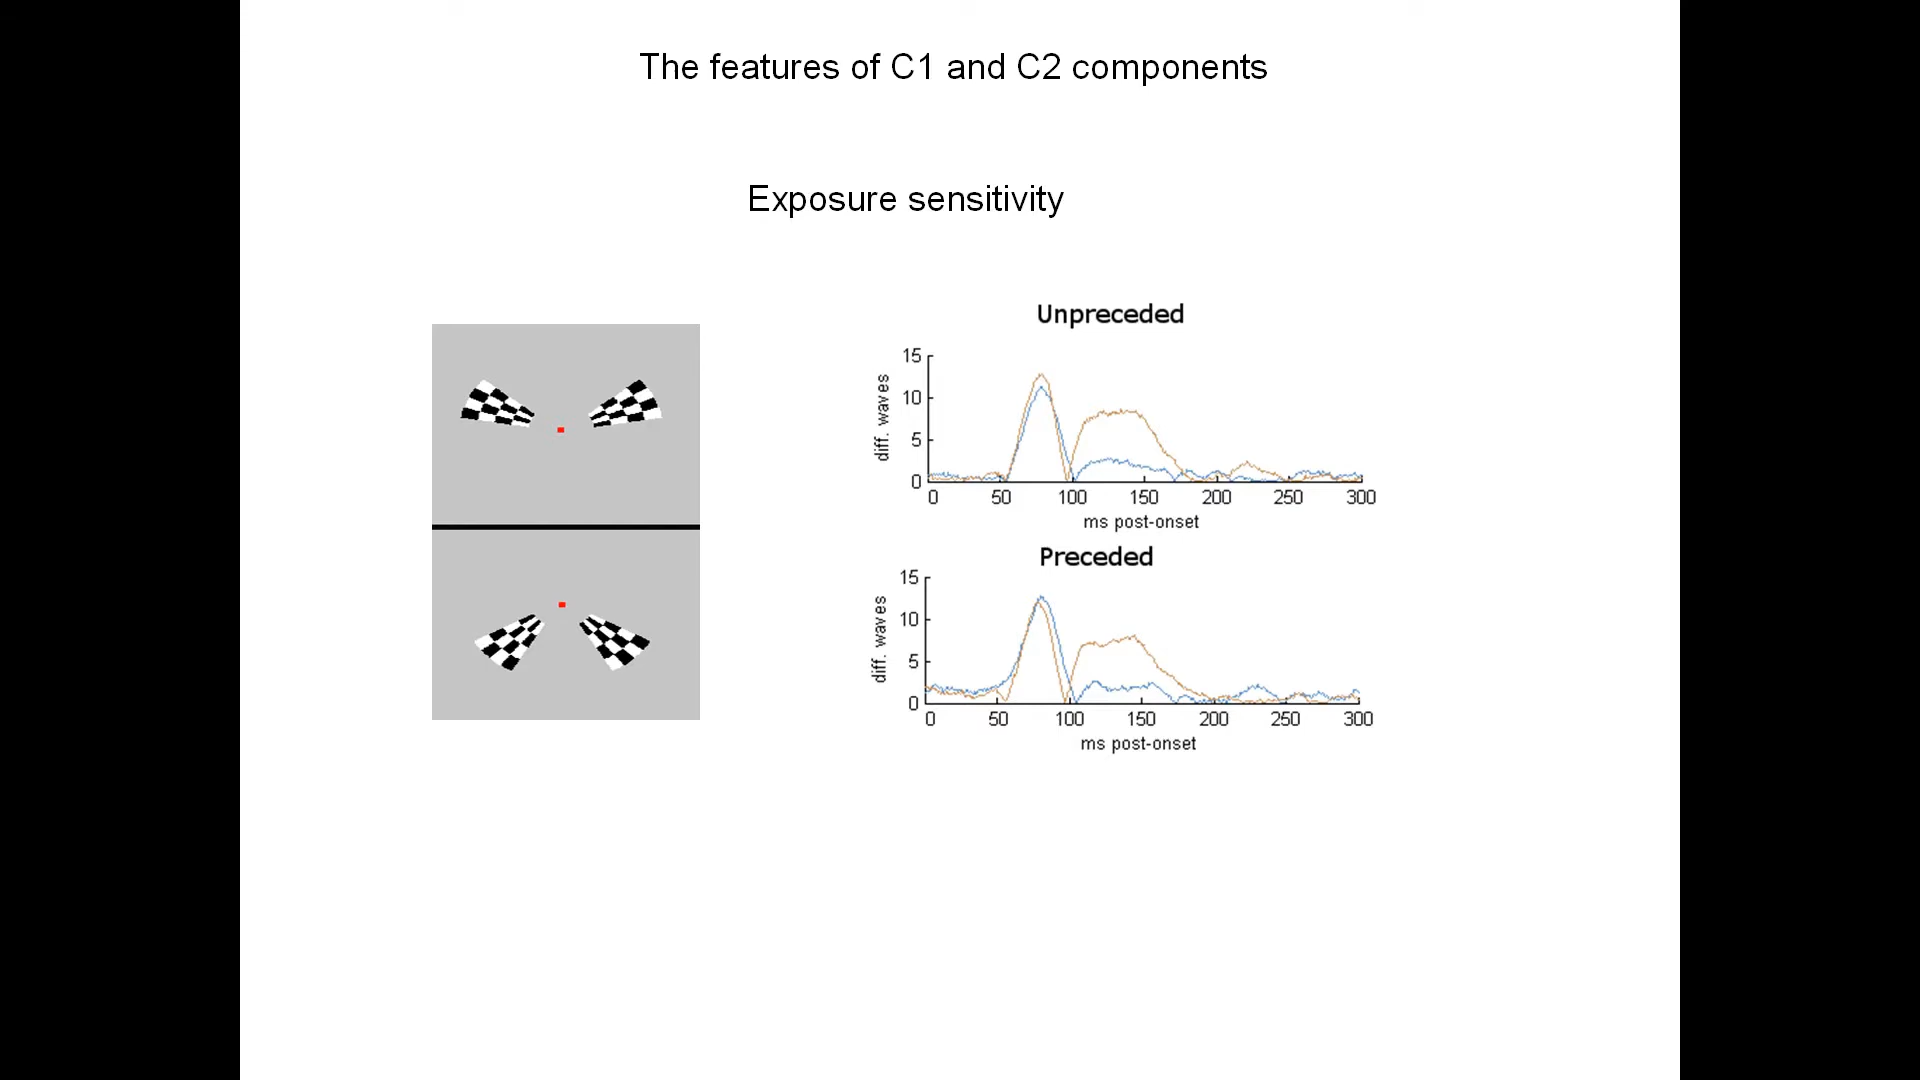 The features of C1 and C2 components
Exposure sensitivity
Unpreceded
15
10
5
0
diff. waves
0 50 100 150 200 250 300
ms post-onset
Preceded
15
10
5
0
diff. waves
0 50 100 150 200 250 300
ms post-onset